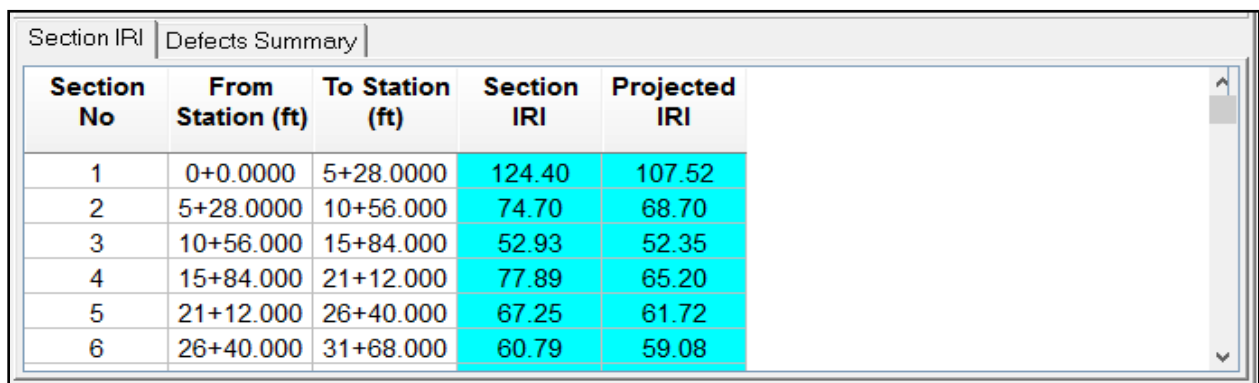 Section IRI Defects Summary
Section No From Station (ft) To Station (ft) Section IRI Projected IRI
1 0+0.0000 5+28.0000 124.40 107.52
2 5+28.0000 10+56.000 74.70 68.70
3 10+56.000 15+84.000 52.93 52.35
4 15+84.000 21+12.000 77.89 65.20
5 21+12.000 26+40.000 67.25 61.72
6 26+40.000 31+68.000 60.79 59.08